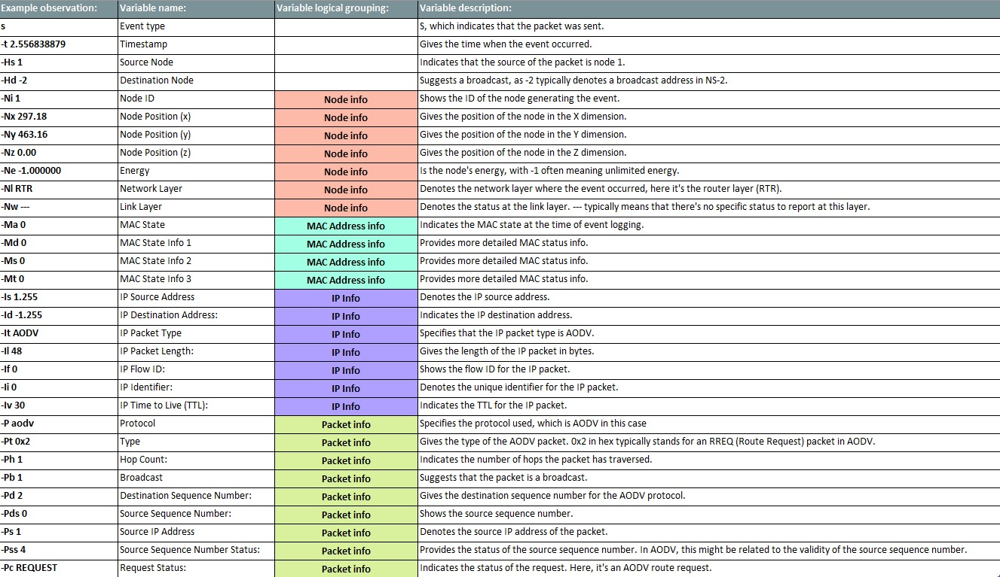 Example observation: Variable name: Variable logical grouping: Variable description:
s Event type S, which indicates that the packet was sent.
-t 2.556838879 Timestamp Gives the time when the event occurred.
-Hs 1 Source Node Indicates that the source of the packet is node 1.
-Hd -2 Destination Node Suggests a broadcast, as -2 typically denotes a broadcast address in NS-2.
-Ni 1 Node ID Node info Shows the ID of the node generating the event.
-Nx 297.18 Node Position (x) Node info Gives the position of the node in the X dimension.
-Ny 463.16 Node Position (y) Node info Gives the position of the node in the Y dimension.
-Nz 0.00 Node Position (z) Node info Gives the position of the node in the Z dimension.
-Ne -1.000000 Energy Node info Is the node's energy, with -1 often meaning unlimited energy.
-Nl RTR Network Layer Node info Denotes the network layer where the event occurred, here it's the router layer (RTR).
-Nw --- Link Layer Node info Denotes the status at the link layer. --- typically means that there's no specific status to report at this layer.
-Ma 0 MAC State MAC Address info Indicates the MAC state at the time of event logging.
-Md 0 MAC State Info 1 MAC Address info Provides more detailed MAC status info.
-Ms 0 MAC State Info 2 MAC Address info Provides more detailed MAC status info.
-Mt 0 MAC State Info 3 MAC Address info Provides more detailed MAC status info.
-Is 1.255 IP Source Address IP Info Denotes the IP source address.
-Id -1.255 IP Destination Address: IP Info Indicates the IP destination address.
-It AODV IP Packet Type IP Info Specifies that the IP packet type is AODV.
-Il 48 IP Packet Length: IP Info Gives the length of the IP packet in bytes.
-If 0 IP Flow ID: IP Info Shows the flow ID for the IP packet.
-Ii 0 IP Identifier: IP Info Denotes the unique identifier for the IP packet.
-Iv 30 IP Time to Live (TTL): IP Info Indicates the TTL for the IP packet.
-P aodv Protocol Packet info Specifies the protocol used, which is AODV in this case
-Pt 0x2 Type Packet info Gives the type of the AODV packet. 0x2 in hex typically stands for an RREQ (Route Request) packet in AODV.
-Ph 1 Hop Count: Packet info Indicates the number of hops the packet has traversed.
-Pb 1 Broadcast Packet info Suggests that the packet is a broadcast.
-Pd 2 Destination Sequence Number: Packet info Gives the destination sequence number for the AODV protocol.
-Pds 0 Source Sequence Number: Packet info Shows the source sequence number.
-Ps 1 Source IP Address Packet info Denotes the source IP address of the packet.
-Pss 4 Source Sequence Number Status: Packet info Provides the status of the source sequence number. In AODV, this might be related to the validity of the source sequence number.
-Pc REQUEST Request Status: Packet info Indicates the status of the request. Here, it's an AODV route request.